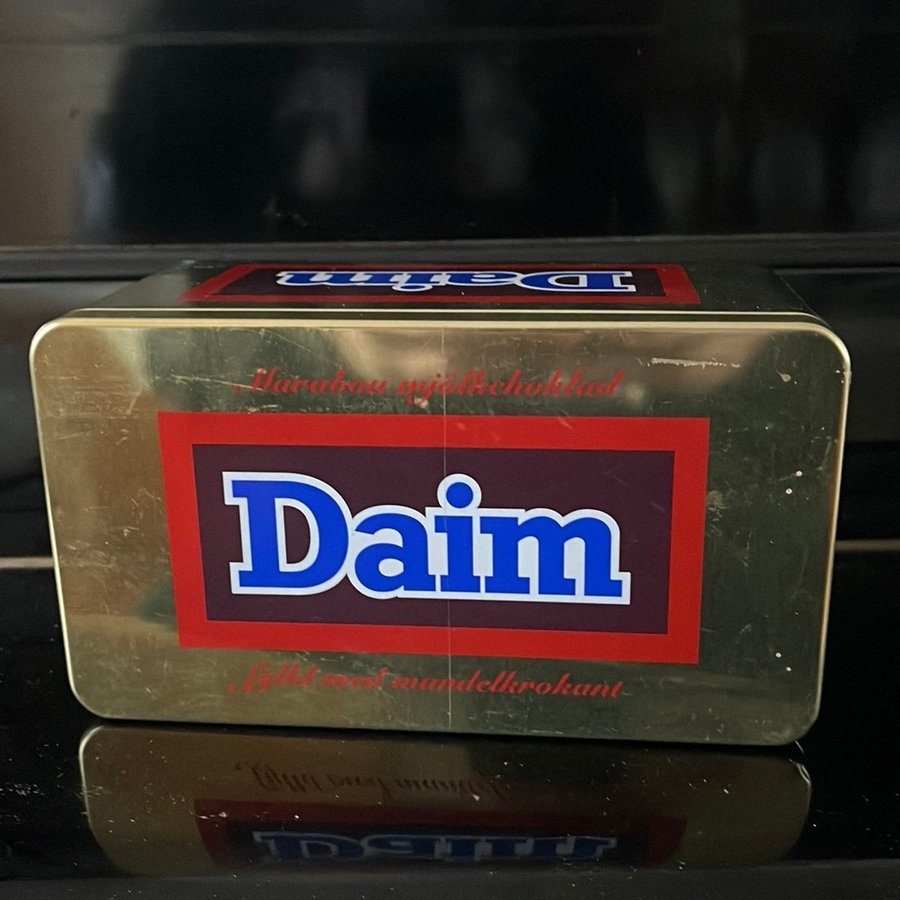 Daim
Marabou mjölkchoklad
Daim
Fylld med mandelkrokant